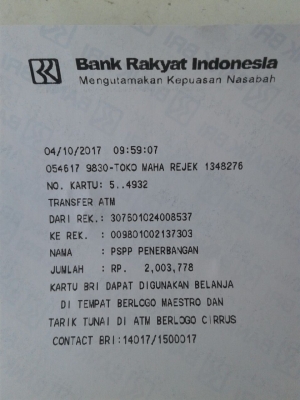 Bank Rakyat Indonesia
Mengutamakan Kepuasan Nasabah
04/10/2017 09:59:07
054617 9830-TOKO MAHA REJEK 1348276
NO. KARTU: 5..4932
TRANSFER ATM
DARI REK.: 307501024008537
KE REK. : 009801002137303
NAMA : PSPP PENERBANGAN
JUMLAH : RP. 2,003,778
KARTU BRI DAPAT DIGUNAKAN BELANJA
DI TEMPAT BERLOGO MAESTRO DAN
TARIK TUNAI DI ATM BERLOGO CIRRUS
CONTACT BRI:14017/1500017